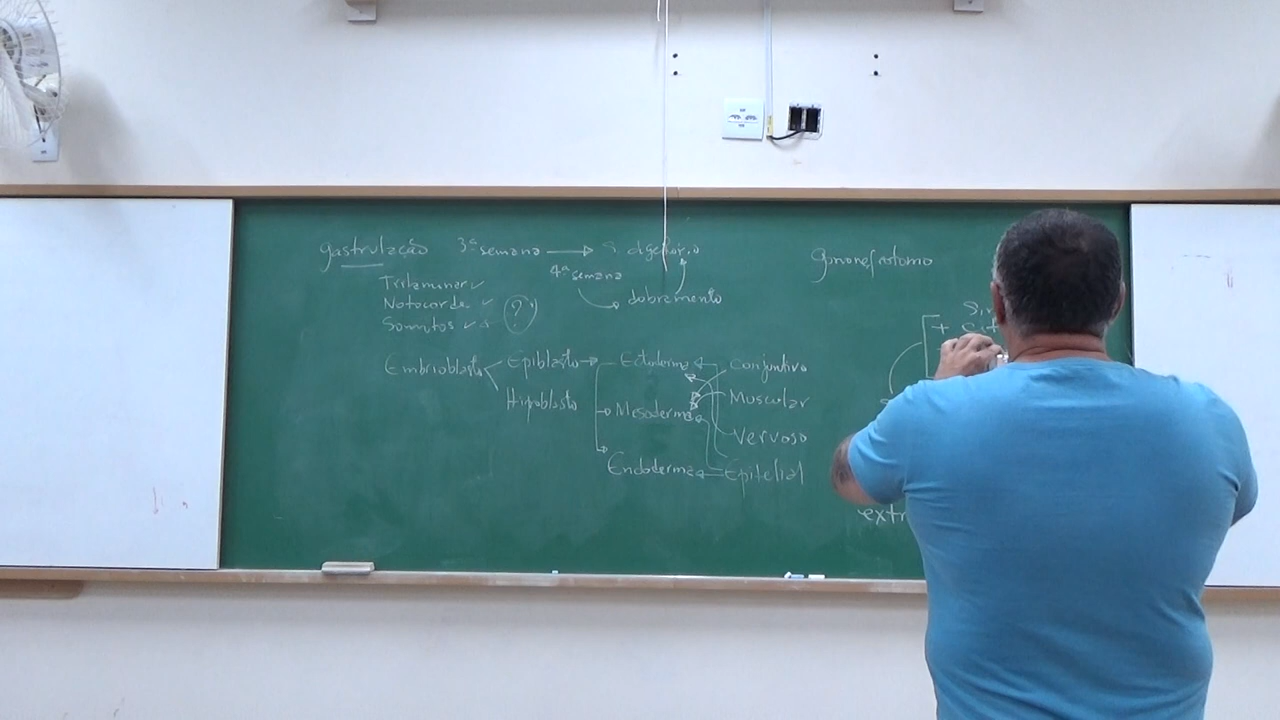 gastrulação 3ª semana → S. digestório
4ª semana
dobramento
Trilaminar ✓
Notocorda ✓
Somitos ✓
?
Embrioblasto Epiblasto → Ectoderma conjuntivo
Hipoblasto Mesoderma Muscular
Nervoso
Endoderma Epitelial
+
extr